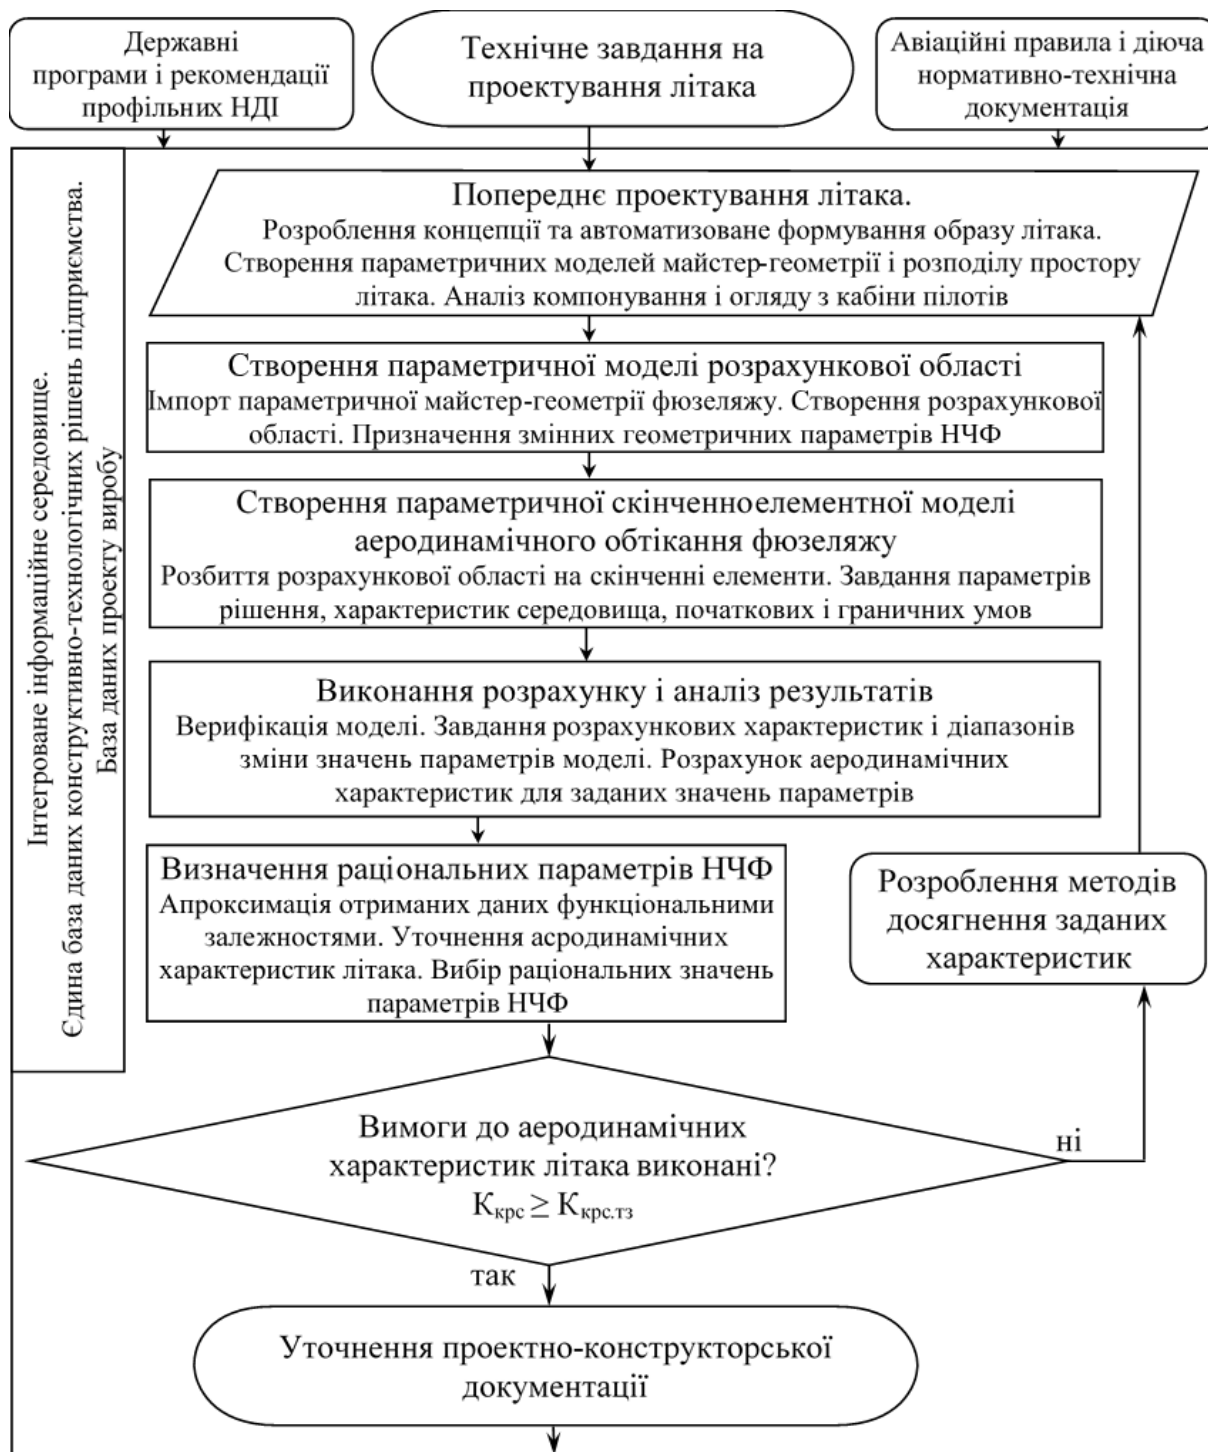 Державні
програми і рекомендації
профільних НДІ
Технічне завдання на
проектування літака
Авіаційні правила і діюча
нормативно-технічна
документація
Інтегроване інформаційне середовище.
Єдина база даних конструктивно-технологічних рішень підприємства.
База даних проекту виробу
Попереднє проектування літака.
Розроблення концепції та автоматизоване формування образу літака.
Створення параметричних моделей майстер-геометрії і розподілу простору
літака. Аналіз компонування і огляду з кабіни пілотів
Створення параметричної моделі розрахункової області
Імпорт параметричної майстер-геометрії фюзеляжу. Створення розрахункової
області. Призначення змінних геометричних параметрів НЧФ
Створення параметричної скінченноелементної моделі
аеродинамічного обтікання фюзеляжу
Розбиття розрахункової області на скінченні елементи. Завдання параметрів
рішення, характеристик середовища, початкових і граничних умов
Виконання розрахунку і аналіз результатів
Верифікація моделі. Завдання розрахункових характеристик і діапазонів
зміни значень параметрів моделі. Розрахунок аеродинамічних
характеристик для заданих значень параметрів
Визначення раціональних параметрів НЧФ
Апроксимація отриманих даних функціональними
залежностями. Уточнення асродинамічних
характеристик літака. Вибір раціональних значень
параметрів НЧФ
Розроблення методів
досягнення заданих
характеристик
Вимоги до аеродинамічних
характеристик літака виконані?
К крс ≥ К крс.тз
ні
так
Уточнення проектно-конструкторської
документації